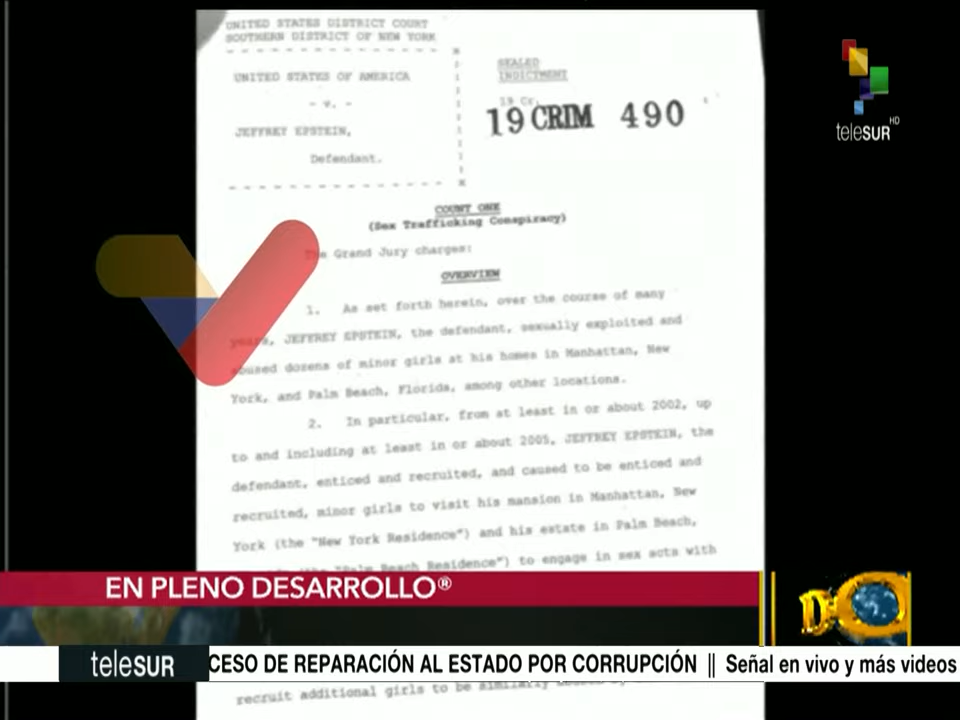 UNITED STATES DISTRICT COURT
SOUTHERN DISTRICT OF NEW YORK
UNITED STATES OF AMERICA
- v. -
JEFFREY EPSTEIN,
Defendant.
SEALED
INDICTMENT
19 Cr.
19 CRIM 490
teleSUR HD
COUNT ONE
(Sex Trafficking Conspiracy)
The Grand Jury charges:
OVERVIEW
1. As set forth herein, over the course of many
years, JEFFREY EPSTEIN, the defendant, sexually exploited and
abused dozens of minor girls at his homes in Manhattan, New
York, and Palm Beach, Florida, among other locations.
2. In particular, from at least in or about 2002, up
to and including at least in or about 2005, JEFFREY EPSTEIN, the
defendant, enticed and recruited, and caused to be enticed and
recruited, minor girls to visit his mansion in Manhattan, New
York (the "New York Residence") and his estate in Palm Beach,
(the "Palm Beach Residence") to engage in sex acts with
EN PLENO DESARROLLO®
teleSUR
CESO DE REPARACIÓN AL ESTADO POR CORRUPCIÓN || Señal en vivo y más videos
recruit additional girls to be similarly